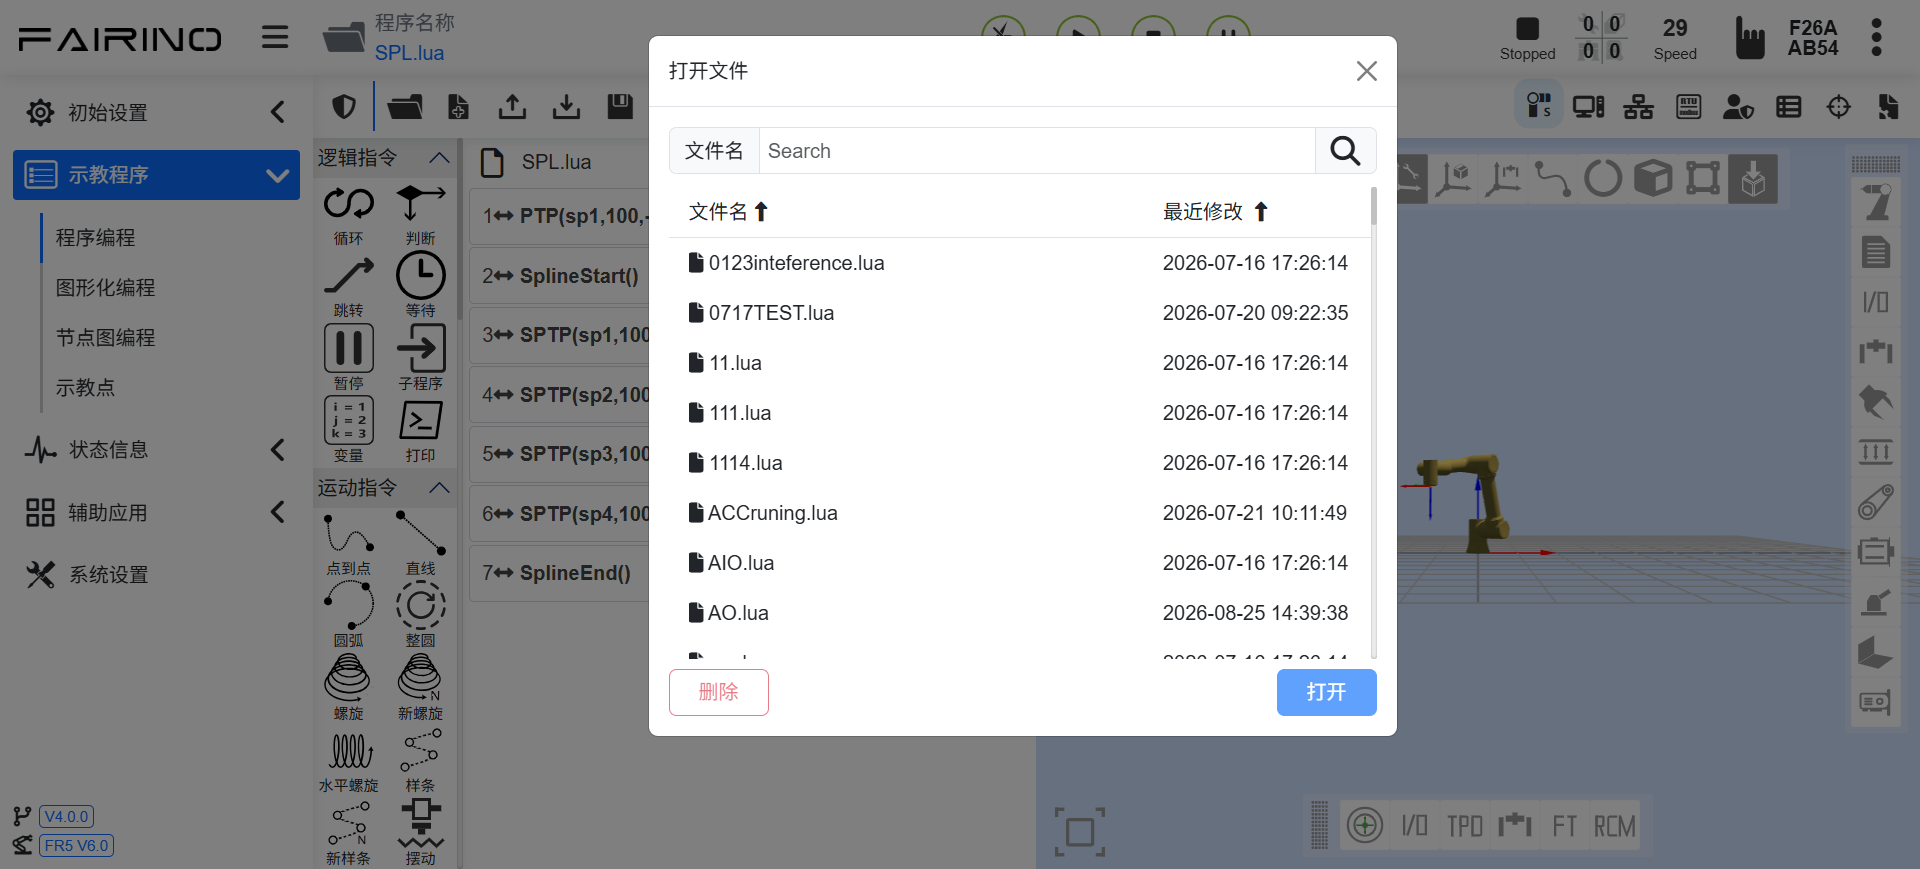 FAIRINO
程序名称
SPL.lua
Stopped
0 0
0 0
29
Speed
F26A
AB54
初始设置
示教程序
程序编程
图形化编程
节点图编程
示教点
状态信息
辅助应用
系统设置
V4.0.0
FR5 V6.0
逻辑指令
循环
判断
跳转
等待
暂停
子程序
i = 1
j = 2
k = 3
变量
打印
运动指令
点到点
直线
圆弧
整圆
螺旋
N
新螺旋
水平螺旋
样条
N
新样条
摆动
SPL.lua
1 PTP(sp1,100,-
2 SplineStart()
3 SPTP(sp1,100
4 SPTP(sp2,100
5 SPTP(sp3,100
6 SPTP(sp4,100
7 SplineEnd()
打开文件
文件名 Search
文件名 最近修改
0123inteference.lua 2026-07-16 17:26:14
0717TEST.lua 2026-07-20 09:22:35
11.lua 2026-07-16 17:26:14
111.lua 2026-07-16 17:26:14
1114.lua 2026-07-16 17:26:14
ACCruning.lua 2026-07-21 10:11:49
AIO.lua 2026-07-16 17:26:14
AO.lua 2026-08-25 14:39:38
删除
打开
S
RTU
I/O
I/O
TPD
FT
RCM